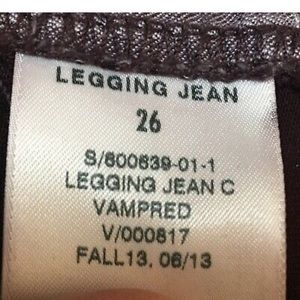 LEGGING JEAN
26
S/600639-01-1
LEGGING JEAN C
VAMPRED
V/000817
FALL13, 06/13